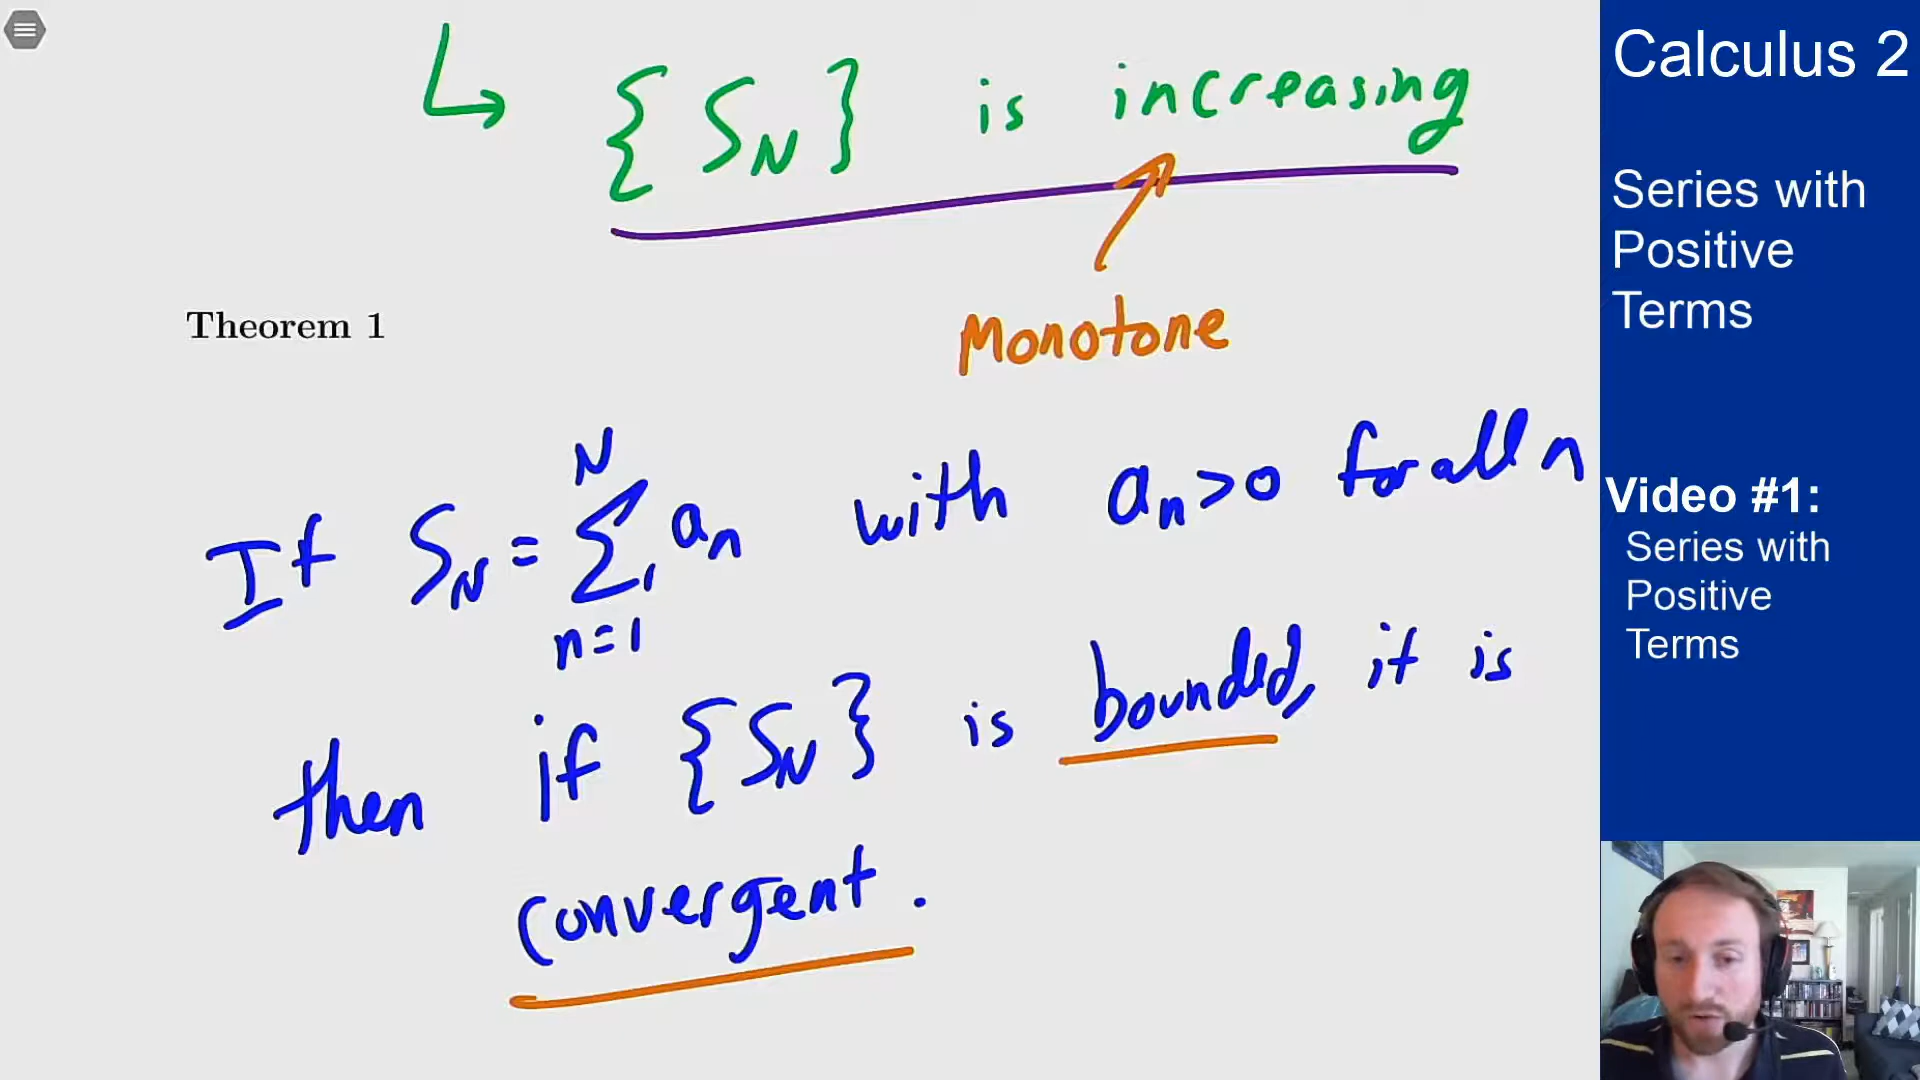 ↳ {S_N} is increasing
Monotone
Theorem 1
If S_N = ∑_{n=1}^{N} a_n with a_n > 0 for all n
then if {S_N} is bounded, it is
convergent.
Calculus 2
Series with
Positive
Terms
Video #1:
Series with
Positive
Terms